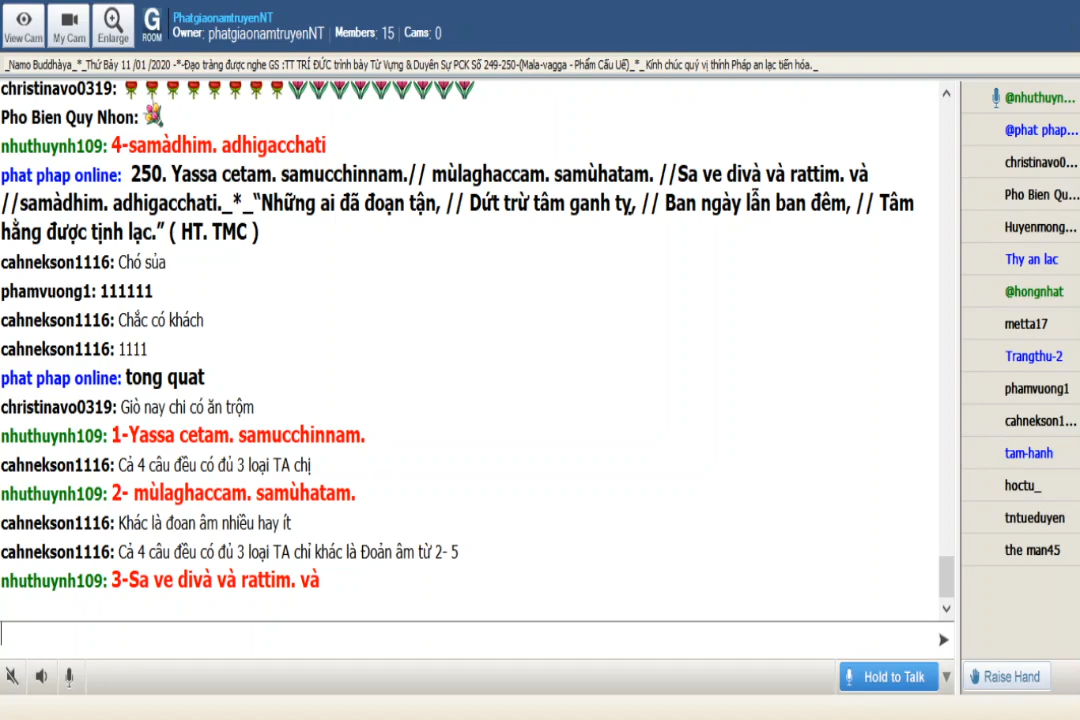 View Cam
My Cam
Enlarge
G
ROOM
PhatgiaonamtruyenNT
Owner: phatgiaonamtruyenNT | Members: 15 | Cams: 0
_Namo Buddhàya_*_Thứ Bảy 11 /01 /2020 -*-Đạo tràng được nghe GS :TT TRÍ ĐỨC trình bày Từ Vựng & Duyên Sự PCK Số 249-250-(Mala-vagga - Phẩm Cấu Uế)_*_ Kính chúc quý vị thính Pháp an lạc tiến hóa._
christinavo0319:
Pho Bien Quy Nhon:
nhuthuynh109: 4-samàdhim. adhigacchati
phat phap online: 250. Yassa cetam. samucchinnam.// mùlaghaccam. samùhatam. //Sa ve divà và rattim. và
//samàdhim. adhigacchati._*_“Những ai đã đoạn tận, // Dứt trừ tâm ganh tỵ, // Ban ngày lẫn ban đêm, // Tâm
hằng được tịnh lạc.” ( HT. TMC )
cahnekson1116: Chó sủa
phamvuong1: 111111
cahnekson1116: Chắc có khách
cahnekson1116: 1111
phat phap online: tong quat
christinavo0319: Giò nay chi có ăn trộm
nhuthuynh109: 1-Yassa cetam. samucchinnam.
cahnekson1116: Cả 4 câu đều có đủ 3 loại TA chị
nhuthuynh109: 2- mùlaghaccam. samùhatam.
cahnekson1116: Khác là đoan âm nhiều hay ít
cahnekson1116: Cả 4 câu đều có đủ 3 loại TA chỉ khác là Đoản âm từ 2- 5
nhuthuynh109: 3-Sa ve divà và rattim. và
@nhuthuyn...
@phat phap...
christinavo0...
Pho Bien Qu...
Huyenmong...
Thy an lac
@hongnhat
metta17
Trangthu-2
phamvuong1
cahnekson1...
tam-hanh
hoctu_
tntueduyen
the man45
Hold to Talk
Raise Hand